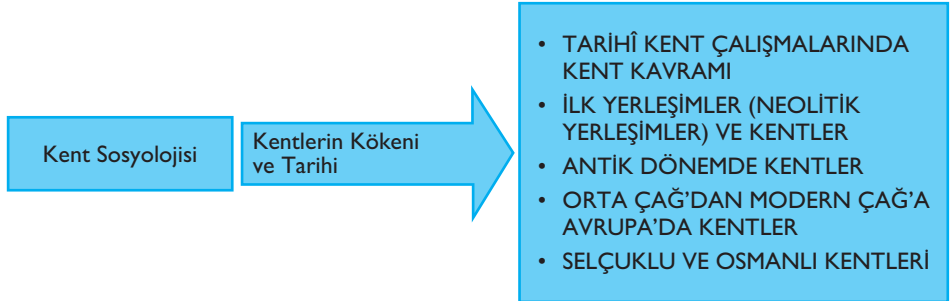 Kent Sosyolojisi
Kentlerin Kökeni
ve Tarihi
• TARİHÎ KENT ÇALIŞMALARINDA
KENT KAVRAMI
• İLK YERLEŞİMLER (NEOLİTİK
YERLEŞİMLER) VE KENTLER
• ANTİK DÖNEMDE KENTLER
• ORTA ÇAĞ’DAN MODERN ÇAĞ’A
AVRUPA’DA KENTLER
• SELÇUKLU VE OSMANLI KENTLERİ